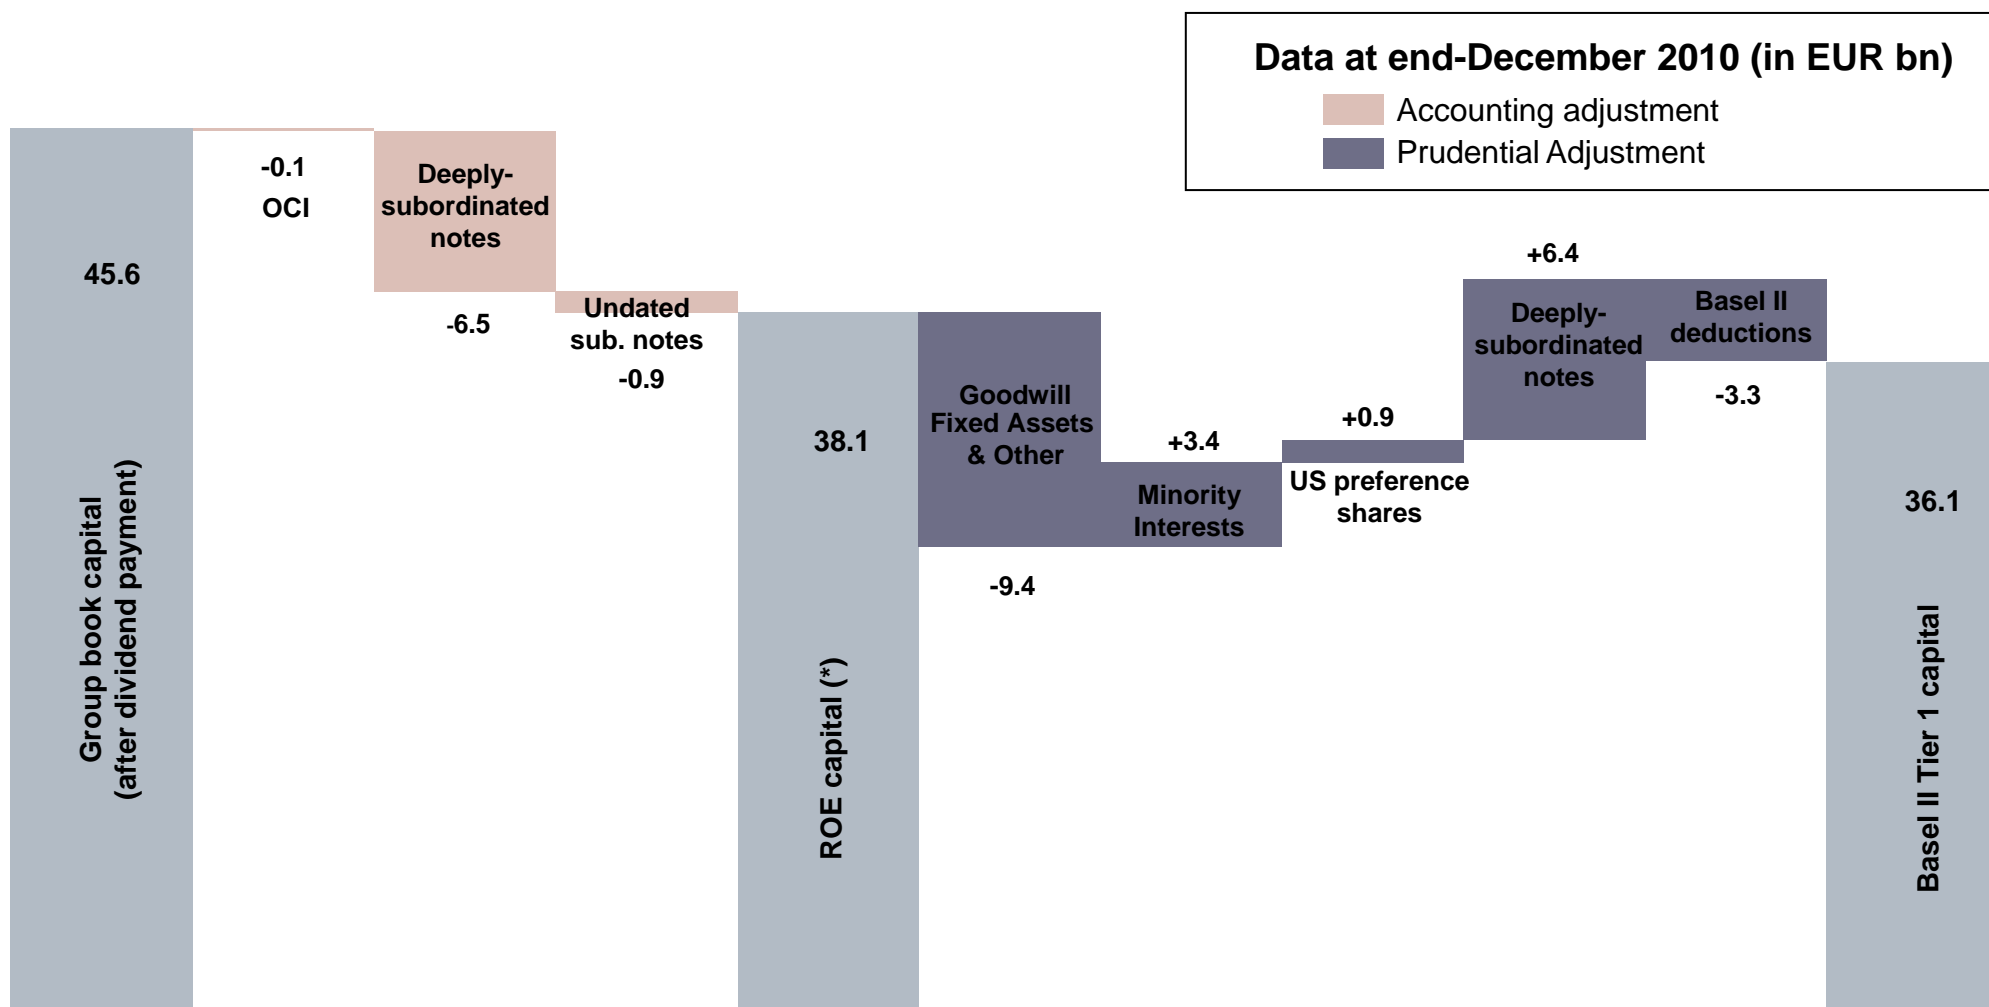 Data at end-December 2010 (in EUR bn)
Accounting adjustment
Prudential Adjustment
45.6
Group book capital
(after dividend payment)
-0.1
OCI
Deeply-
subordinated
notes
-6.5
Undated
sub. notes
-0.9
38.1
ROE capital (*)
Goodwill
Fixed Assets
& Other
-9.4
+3.4
Minority
Interests
+0.9
US preference
shares
+6.4
Deeply-
subordinated
notes
Basel II
deductions
-3.3
36.1
Basel II Tier 1 capital